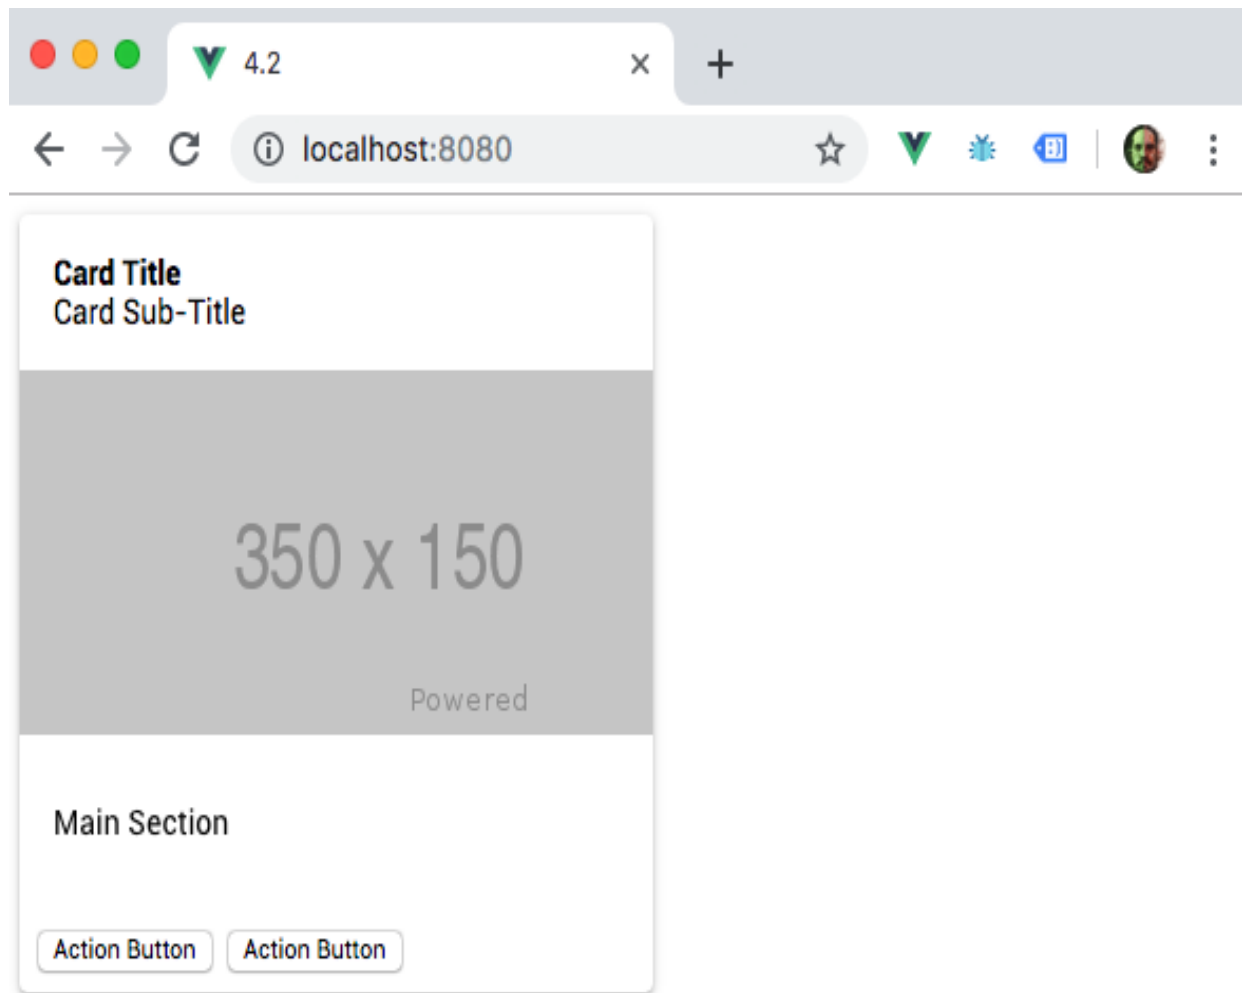 4.2
localhost:8080
Card Title
Card Sub-Title
350 x 150
Powered
Main Section
Action Button Action Button